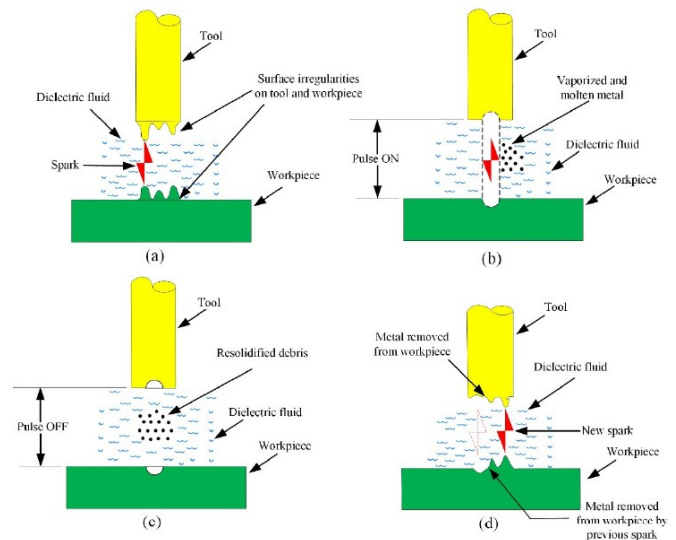 Tool
Surface irregularities
on tool and workpiece
Dielectric fluid
Spark
Workpiece
(a)
Tool
Vaporized and
molten metal
Pulse ON
Dielectric fluid
Workpiece
(b)
Tool
Resolidified debris
Pulse OFF
Dielectric fluid
Workpiece
(c)
Tool
Metal removed
from workpiece
Dielectric fluid
New spark
Workpiece
(d)
Metal removed
from workpiece by
previous spark